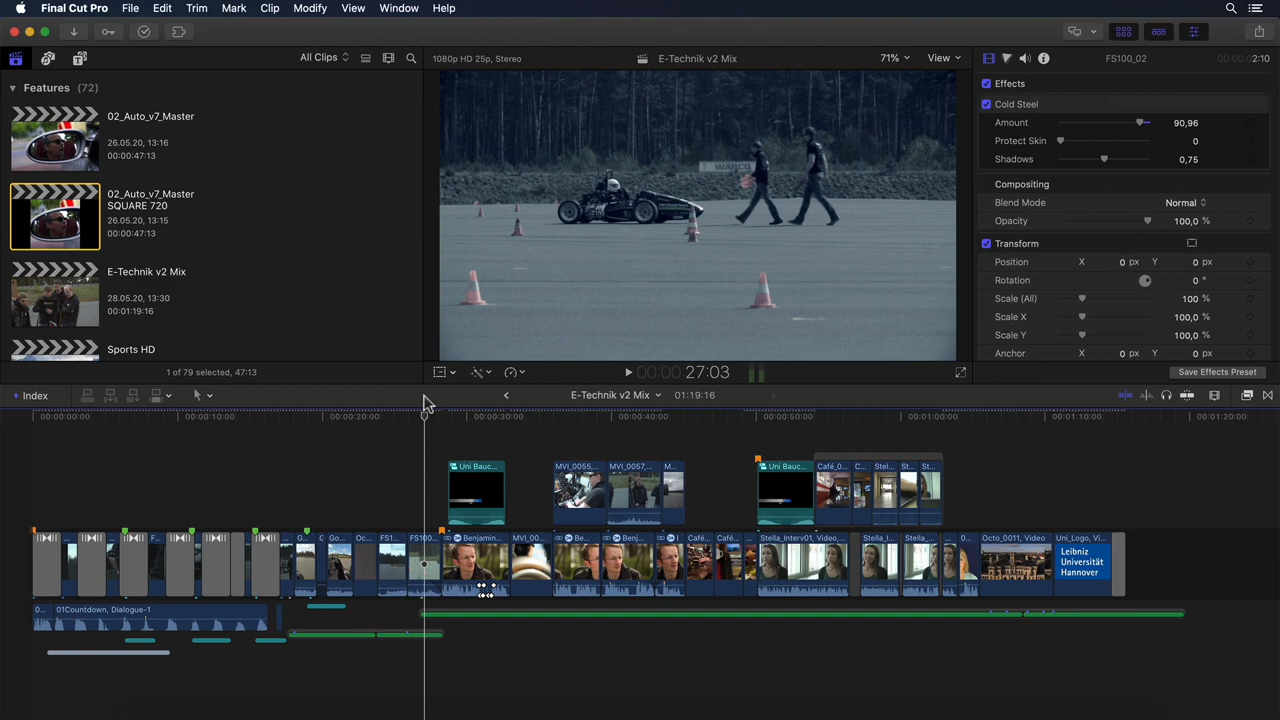 Final Cut Pro File Edit Trim Mark Clip Modify View Window Help
All Clips
1080p HD 25p, Stereo E-Technik v2 Mix 71% View
FS100_02 00:00:02:10
Features (72)
02_Auto_v7_Master
26.05.20, 13:16
00:00:47:13
02_Auto_v7_Master
SQUARE 720
26.05.20, 13:15
00:00:47:13
E-Technik v2 Mix
28.05.20, 13:30
00:01:19:16
Sports HD
1 of 79 selected, 47:13
WABCO
00:00:27:03
Effects
Cold Steel
Amount 90,96
Protect Skin 0
Shadows 0,75
Compositing
Blend Mode Normal
Opacity 100,0 %
Transform
Position X 0 px Y 0 px
Rotation 0 °
Scale (All) 100 %
Scale X 100,0 %
Scale Y 100,0 %
Anchor X 0 px Y 0 px
Save Effects Preset
Index E-Technik v2 Mix 01:19:16
00:00:00:00 00:00:10:00 00:00:20:00 00:00:30:00 00:00:40:00 00:00:50:00 00:01:00:00 00:01:10:00 00:01:20:00
Uni Bauc... MVI_0055,... MVI_0057,... M... Uni Bauc... Café_0... C... Stel... St... St...
... F... G... Go... Oc... FS1... FS100... Benjamin... MVI_00... Be... Benj... I Café... Café... ... Stella_Interv01, Video,... Stella_I... Stella_... 0... Octo_0011, Video Uni_Logo, Vi...
Leibniz
Universität
Hannover
0... 01Countdown, Dialogue-1